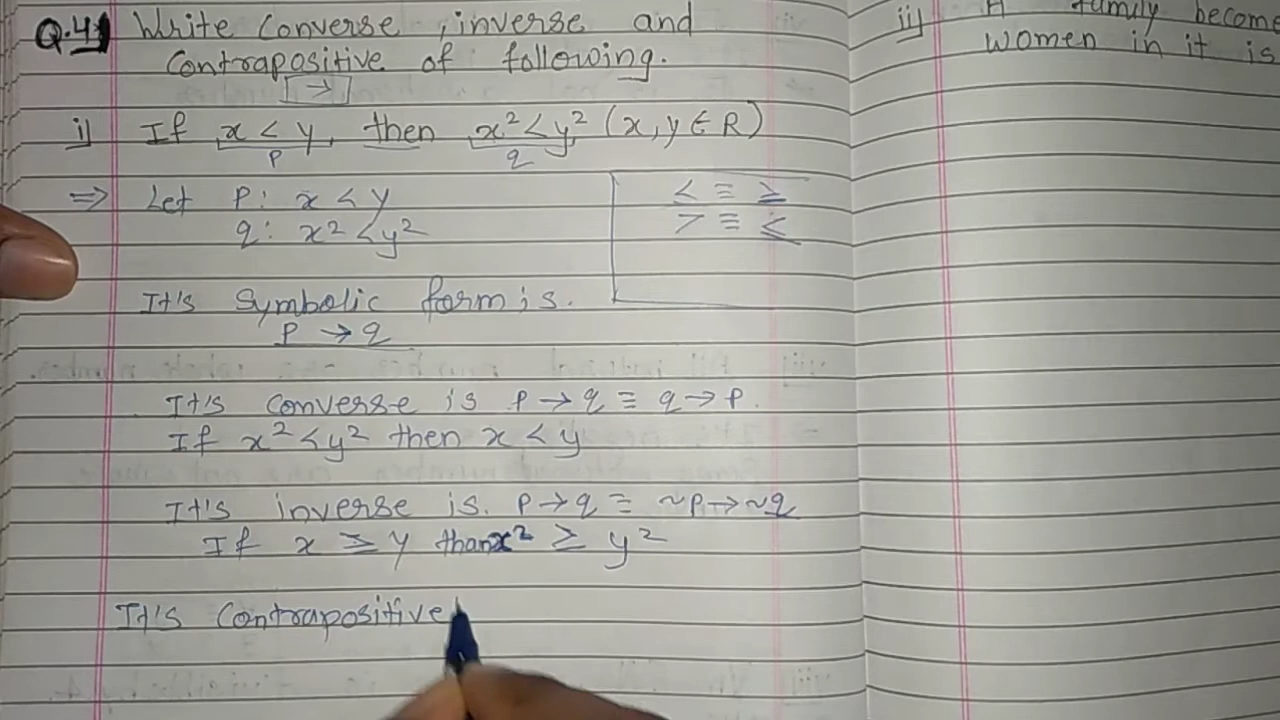 Q.4) Write Converse, inverse and
Contrapositive of following.
→
i) If x < y, then x² < y² (x, y ∈ R)
p q
⇒ Let P: x < y
q: x² < y²
< ≡ ≥
> ≡ ≤
It's Symbolic form is.
P → q
It's converse is P → q ≡ q → P.
If x² < y² then x < y
It's inverse is. P → q ≡ ~P → ~q
If x ≥ y than x² ≥ y²
It's Contrapositive
ii) A family become
women in it is